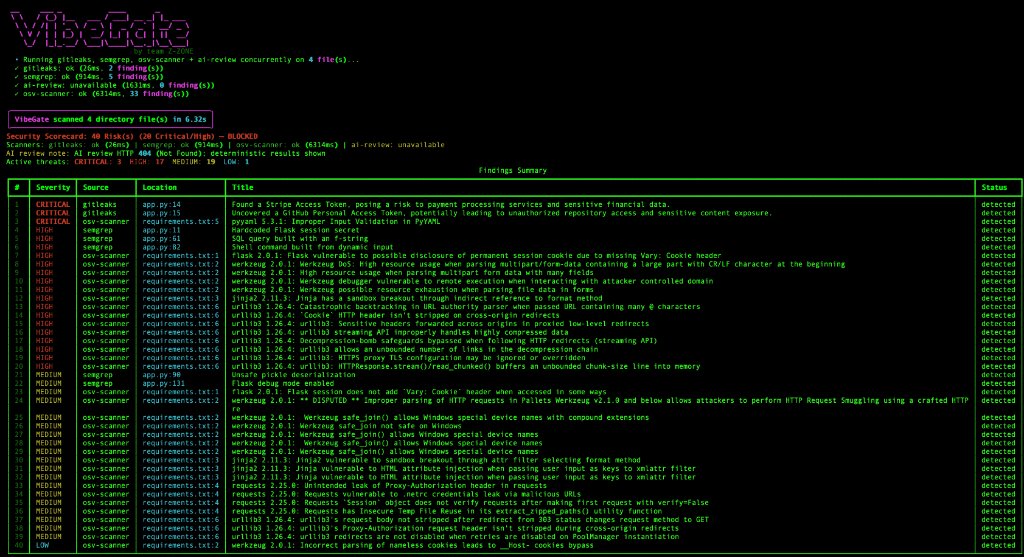 VibeGate
by team Z-ZONE
• Running gitleaks, semgrep, osv-scanner + ai-review concurrently on 4 file(s)...
✓ gitleaks: ok (26ms, 2 finding(s))
✓ semgrep: ok (914ms, 5 finding(s))
✓ ai-review: unavailable (1631ms, 0 finding(s))
✓ osv-scanner: ok (6314ms, 33 finding(s))
VibeGate scanned 4 directory file(s) in 6.32s
Security Scorecard: 40 Risk(s) (20 Critical/High) — BLOCKED
Scanners: gitleaks: ok (26ms) | semgrep: ok (914ms) | osv-scanner: ok (6314ms) | ai-review: unavailable
AI review note: AI review HTTP 404 (Not Found): deterministic results shown
Active threats: CRITICAL: 3 HIGH: 17 MEDIUM: 19 LOW: 1
Findings Summary
# Severity Source Location Title Status
1 CRITICAL gitleaks app.py:14 Found a Stripe Access Token, posing a risk to payment processing services and sensitive financial data. detected
2 CRITICAL gitleaks app.py:15 Uncovered a GitHub Personal Access Token, potentially leading to unauthorized repository access and sensitive content exposure. detected
3 CRITICAL osv-scanner requirements.txt:5 pyyaml 5.3.1: Improper Input Validation in PyYAML detected
4 HIGH semgrep app.py:11 Hardcoded Flask session secret detected
5 HIGH semgrep app.py:61 SQL query built with an f-string detected
6 HIGH semgrep app.py:82 Shell command built from dynamic input detected
7 HIGH osv-scanner requirements.txt:1 flask 2.0.1: Flask vulnerable to possible disclosure of permanent session cookie due to missing Vary: Cookie header detected
8 HIGH osv-scanner requirements.txt:2 werkzeug 2.0.1: Werkzeug DoS: High resource usage when parsing multipart/form-data containing a large part with CR/LF character at the beginning detected
9 HIGH osv-scanner requirements.txt:2 werkzeug 2.0.1: High resource usage when parsing multipart form data with many fields detected
10 HIGH osv-scanner requirements.txt:2 werkzeug 2.0.1: Werkzeug debugger vulnerable to remote execution when interacting with attacker controlled domain detected
11 HIGH osv-scanner requirements.txt:2 werkzeug 2.0.1: Werkzeug possible resource exhaustion when parsing file data in forms detected
12 HIGH osv-scanner requirements.txt:3 jinja2 2.11.3: Jinja has a sandbox breakout through indirect reference to format method detected
13 HIGH osv-scanner requirements.txt:6 urllib3 1.26.4: Catastrophic backtracking in URL authority parser when passed URL containing many @ characters detected
14 HIGH osv-scanner requirements.txt:6 urllib3 1.26.4: `Cookie` HTTP header isn't stripped on cross-origin redirects detected
15 HIGH osv-scanner requirements.txt:6 urllib3 1.26.4: urllib3: Sensitive headers forwarded across origins in proxied low-level redirects detected
16 HIGH osv-scanner requirements.txt:6 urllib3 1.26.4: urllib3 streaming API improperly handles highly compressed data detected
17 HIGH osv-scanner requirements.txt:6 urllib3 1.26.4: Decompression-bomb safeguards bypassed when following HTTP redirects (streaming API) detected
18 HIGH osv-scanner requirements.txt:6 urllib3 1.26.4: urllib3 allows an unbounded number of links in the decompression chain detected
19 HIGH osv-scanner requirements.txt:6 urllib3 1.26.4: urllib3: HTTPS proxy TLS configuration may be ignored or overridden detected
20 HIGH osv-scanner requirements.txt:6 urllib3 1.26.4: urllib3: HTTPResponse.stream()/read_chunked() buffers an unbounded chunk-size line into memory detected
21 MEDIUM semgrep app.py:90 Unsafe pickle deserialization detected
22 MEDIUM semgrep app.py:131 Flask debug mode enabled detected
23 MEDIUM osv-scanner requirements.txt:1 flask 2.0.1: Flask session does not add `Vary: Cookie` header when accessed in some ways detected
24 MEDIUM osv-scanner requirements.txt:2 werkzeug 2.0.1: ** DISPUTED ** Improper parsing of HTTP requests in Pallets Werkzeug v2.1.0 and below allows attackers to perform HTTP Request Smuggling using a crafted HTTP detected
re
25 MEDIUM osv-scanner requirements.txt:2 werkzeug 2.0.1: Werkzeug safe_join() allows Windows special device names with compound extensions detected
26 MEDIUM osv-scanner requirements.txt:2 werkzeug 2.0.1: Werkzeug safe_join not safe on Windows detected
27 MEDIUM osv-scanner requirements.txt:2 werkzeug 2.0.1: Werkzeug safe_join() allows Windows special device names detected
28 MEDIUM osv-scanner requirements.txt:2 werkzeug 2.0.1: Werkzeug safe_join() allows Windows special device names detected
29 MEDIUM osv-scanner requirements.txt:2 werkzeug 2.0.1: Werkzeug safe_join() allows Windows special device names detected
30 MEDIUM osv-scanner requirements.txt:3 jinja2 2.11.3: Jinja2 vulnerable to sandbox breakout through attr filter selecting format method detected
31 MEDIUM osv-scanner requirements.txt:3 jinja2 2.11.3: Jinja vulnerable to HTML attribute injection when passing user input as keys to xmlattr filter detected
32 MEDIUM osv-scanner requirements.txt:3 jinja2 2.11.3: Jinja vulnerable to HTML attribute injection when passing user input as keys to xmlattr filter detected
33 MEDIUM osv-scanner requirements.txt:4 requests 2.25.0: Unintended leak of Proxy-Authorization header in requests detected
34 MEDIUM osv-scanner requirements.txt:4 requests 2.25.0: Requests vulnerable to .netrc credentials leak via malicious URLs detected
35 MEDIUM osv-scanner requirements.txt:4 requests 2.25.0: Requests `Session` object does not verify requests after making first request with verify=False detected
36 MEDIUM osv-scanner requirements.txt:4 requests 2.25.0: Requests has Insecure Temp File Reuse in its extract_zipped_paths() utility function detected
37 MEDIUM osv-scanner requirements.txt:6 urllib3 1.26.4: urllib3's request body not stripped after redirect from 303 status changes request method to GET detected
38 MEDIUM osv-scanner requirements.txt:6 urllib3 1.26.4: urllib3's Proxy-Authorization request header isn't stripped during cross-origin redirects detected
39 MEDIUM osv-scanner requirements.txt:6 urllib3 1.26.4: urllib3 redirects are not disabled when retries are disabled on PoolManager instantiation detected
40 LOW osv-scanner requirements.txt:2 werkzeug 2.0.1: Incorrect parsing of nameless cookies leads to __Host- cookies bypass detected